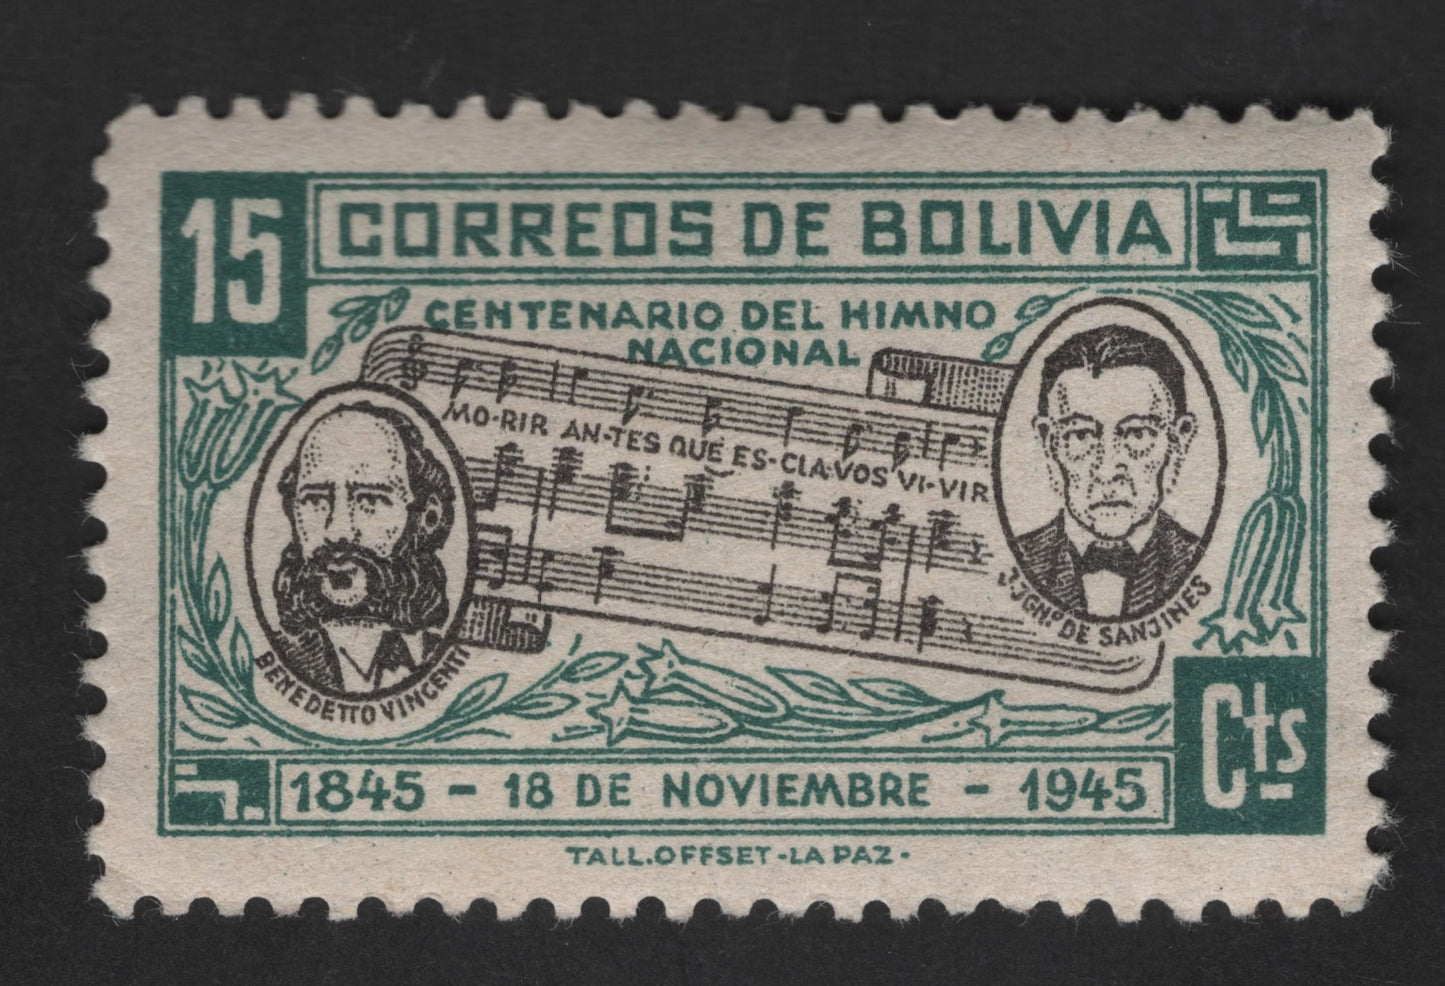 15
CORREOS DE BOLIVIA
CENTENARIO DEL HIMNO
NACIONAL
MO-RIR AN-TES QUE ES-CLA-VOS VI-VIR
BENEDETTO VINCENTI
J. JGN.º DE SANJINES
Cts
1845 - 18 DE NOVIEMBRE - 1945
TALL.OFFSET-LA PAZ-